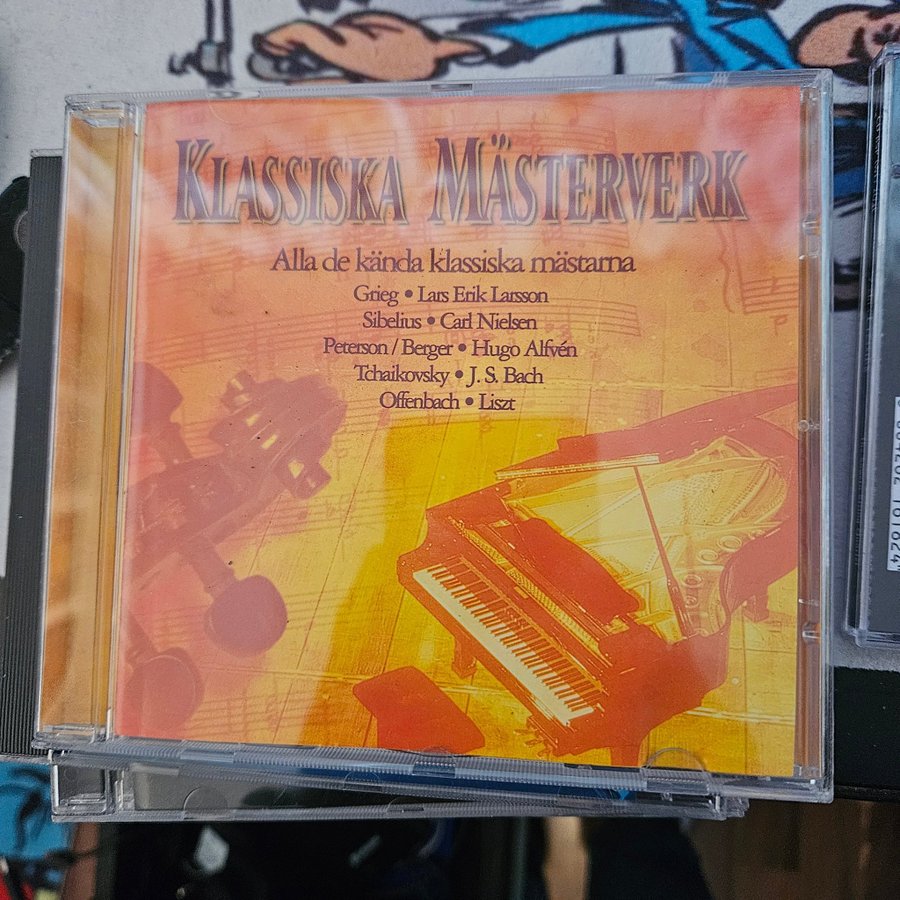 KLASSISKA MÄSTERVERK
Alla de kända klassiska mästarna
Grieg • Lars Erik Larsson
Sibelius • Carl Nielsen
Peterson / Berger • Hugo Alfvén
Tchaikovsky • J. S. Bach
Offenbach • Liszt